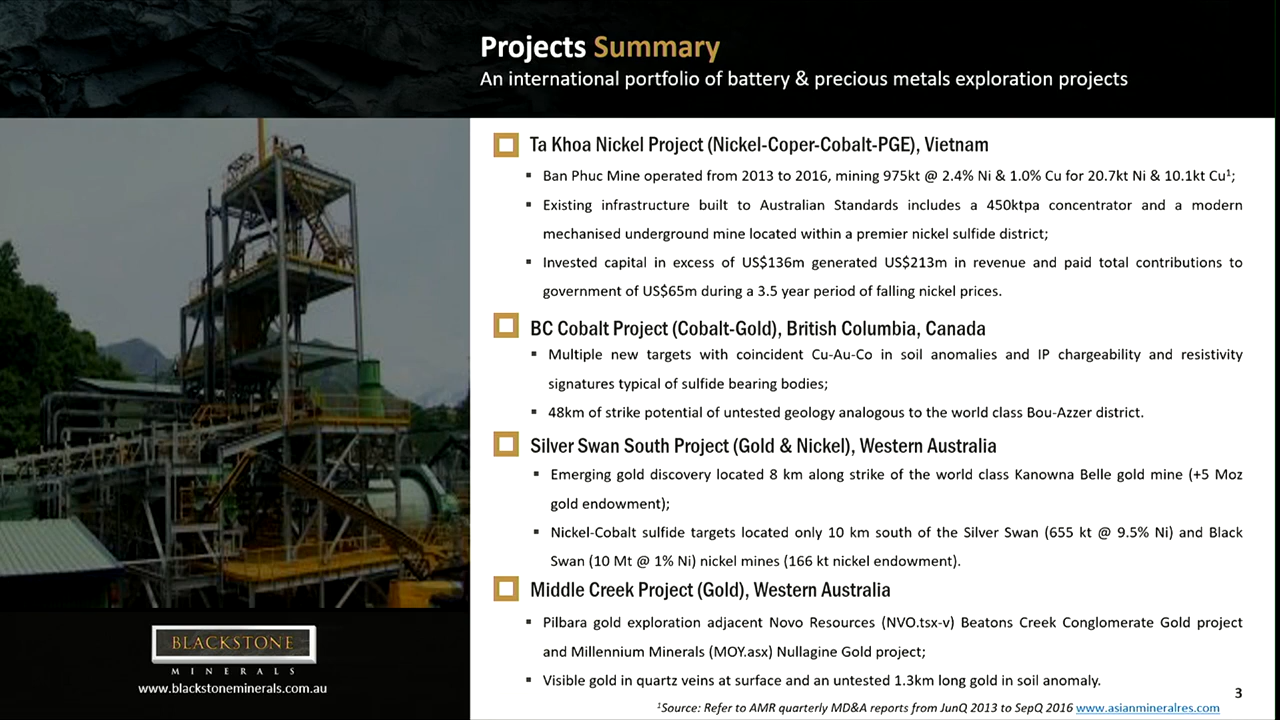 Projects Summary
An international portfolio of battery & precious metals exploration projects
Ta Khoa Nickel Project (Nickel-Coper-Cobalt-PGE), Vietnam
▪ Ban Phuc Mine operated from 2013 to 2016, mining 975kt @ 2.4% Ni & 1.0% Cu for 20.7kt Ni & 10.1kt Cu¹;
▪ Existing infrastructure built to Australian Standards includes a 450ktpa concentrator and a modern
mechanised underground mine located within a premier nickel sulfide district;
▪ Invested capital in excess of US$136m generated US$213m in revenue and paid total contributions to
government of US$65m during a 3.5 year period of falling nickel prices.
BC Cobalt Project (Cobalt-Gold), British Columbia, Canada
▪ Multiple new targets with coincident Cu-Au-Co in soil anomalies and IP chargeability and resistivity
signatures typical of sulfide bearing bodies;
▪ 48km of strike potential of untested geology analogous to the world class Bou-Azzer district.
Silver Swan South Project (Gold & Nickel), Western Australia
▪ Emerging gold discovery located 8 km along strike of the world class Kanowna Belle gold mine (+5 Moz
gold endowment);
▪ Nickel-Cobalt sulfide targets located only 10 km south of the Silver Swan (655 kt @ 9.5% Ni) and Black
Swan (10 Mt @ 1% Ni) nickel mines (166 kt nickel endowment).
Middle Creek Project (Gold), Western Australia
▪ Pilbara gold exploration adjacent Novo Resources (NVO.tsx-v) Beatons Creek Conglomerate Gold project
and Millennium Minerals (MOY.asx) Nullagine Gold project;
▪ Visible gold in quartz veins at surface and an untested 1.3km long gold in soil anomaly.
¹Source: Refer to AMR quarterly MD&A reports from JunQ 2013 to SepQ 2016 www.asianmineralres.com
3
BLACKSTONE
MINERALS
www.blackstoneminerals.com.au